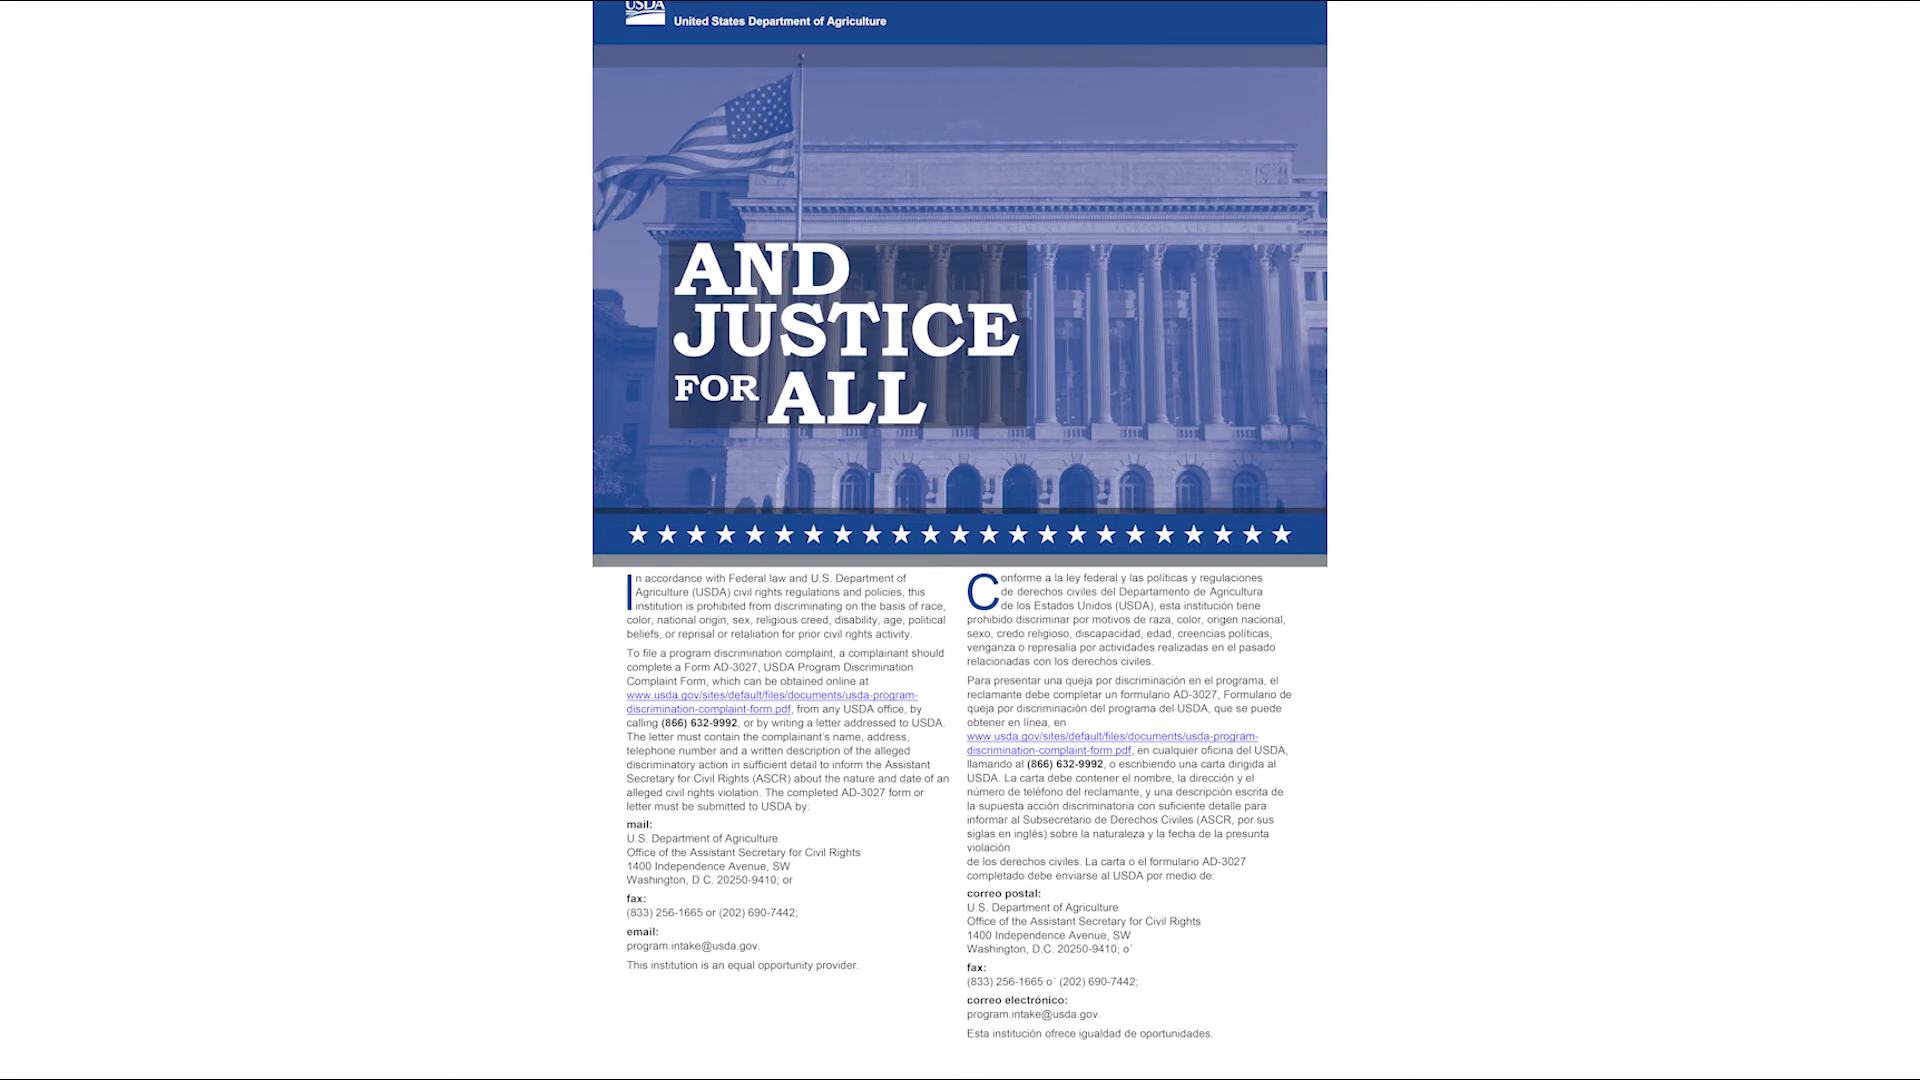 USDA
United States Department of Agriculture
AND
JUSTICE
FOR ALL
In accordance with Federal law and U.S. Department of
Agriculture (USDA) civil rights regulations and policies, this
institution is prohibited from discriminating on the basis of race,
color, national origin, sex, religious creed, disability, age, political
beliefs, or reprisal or retaliation for prior civil rights activity.
To file a program discrimination complaint, a complainant should
complete a Form AD-3027, USDA Program Discrimination
Complaint Form, which can be obtained online at
www.usda.gov/sites/default/files/documents/usda-program-
discrimination-complaint-form.pdf, from any USDA office, by
calling (866) 632-9992, or by writing a letter addressed to USDA.
The letter must contain the complainant's name, address,
telephone number and a written description of the alleged
discriminatory action in sufficient detail to inform the Assistant
Secretary for Civil Rights (ASCR) about the nature and date of an
alleged civil rights violation. The completed AD-3027 form or
letter must be submitted to USDA by:
mail:
U.S. Department of Agriculture
Office of the Assistant Secretary for Civil Rights
1400 Independence Avenue, SW
Washington, D.C. 20250-9410; or
fax:
(833) 256-1665 or (202) 690-7442;
email:
program.intake@usda.gov.
This institution is an equal opportunity provider.
Conforme a la ley federal y las políticas y regulaciones
de derechos civiles del Departamento de Agricultura
de los Estados Unidos (USDA), esta institución tiene
prohibido discriminar por motivos de raza, color, origen nacional,
sexo, credo religioso, discapacidad, edad, creencias políticas,
venganza o represalia por actividades realizadas en el pasado
relacionadas con los derechos civiles.
Para presentar una queja por discriminación en el programa, el
reclamante debe completar un formulario AD-3027, Formulario de
queja por discriminación del programa del USDA, que se puede
obtener en línea, en
www.usda.gov/sites/default/files/documents/usda-program-
discrimination-complaint-form.pdf, en cualquier oficina del USDA,
llamando al (866) 632-9992, o escribiendo una carta dirigida al
USDA. La carta debe contener el nombre, la dirección y el
número de teléfono del reclamante, y una descripción escrita de
la supuesta acción discriminatoria con suficiente detalle para
informar al Subsecretario de Derechos Civiles (ASCR, por sus
siglas en inglés) sobre la naturaleza y la fecha de la presunta
violación
de los derechos civiles. La carta o el formulario AD-3027
completado debe enviarse al USDA por medio de:
correo postal:
U.S. Department of Agriculture
Office of the Assistant Secretary for Civil Rights
1400 Independence Avenue, SW
Washington, D.C. 20250-9410; o´
fax:
(833) 256-1665 o´ (202) 690-7442;
correo electrónico:
program.intake@usda.gov.
Esta institución ofrece igualdad de oportunidades.